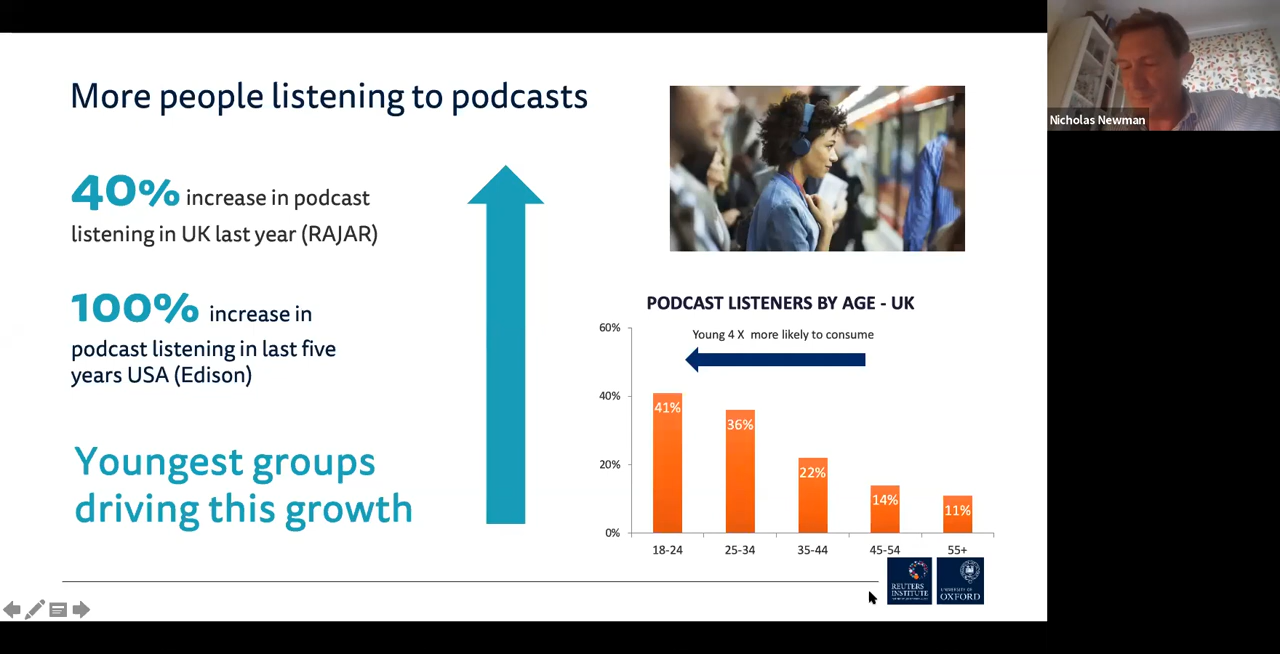 More people listening to podcasts
40% increase in podcast
listening in UK last year (RAJAR)
100% increase in
podcast listening in last five
years USA (Edison)
Youngest groups
driving this growth
PODCAST LISTENERS BY AGE - UK
Young 4 X more likely to consume
60%
40%
20%
0%
41%
36%
22%
14%
11%
18-24
25-34
35-44
45-54
55+
REUTERS
INSTITUTE
UNIVERSITY OF
OXFORD
Nicholas Newman